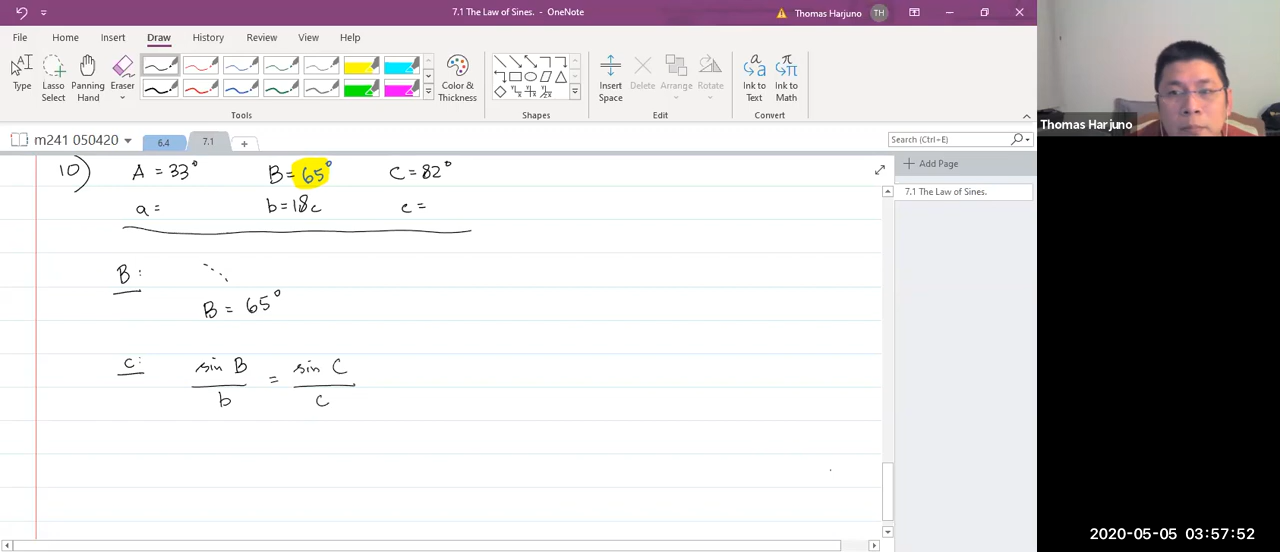 7.1 The Law of Sines. - OneNote
Thomas Harjuno TH
File Home Insert Draw History Review View Help
Type Lasso Select Panning Hand Eraser Color & Thickness Insert Space Delete Arrange Rotate Ink to Text Ink to Math
Tools Shapes Edit Convert
m241 050420 6.4 7.1 Search (Ctrl+E)
Add Page
7.1 The Law of Sines.
10) A = 33° B = 65° C = 82°
a = b = 18c c =
B:
B = 65°
c: sin B / b = sin C / c
Thomas Harjuno
2020-05-05 03:57:52